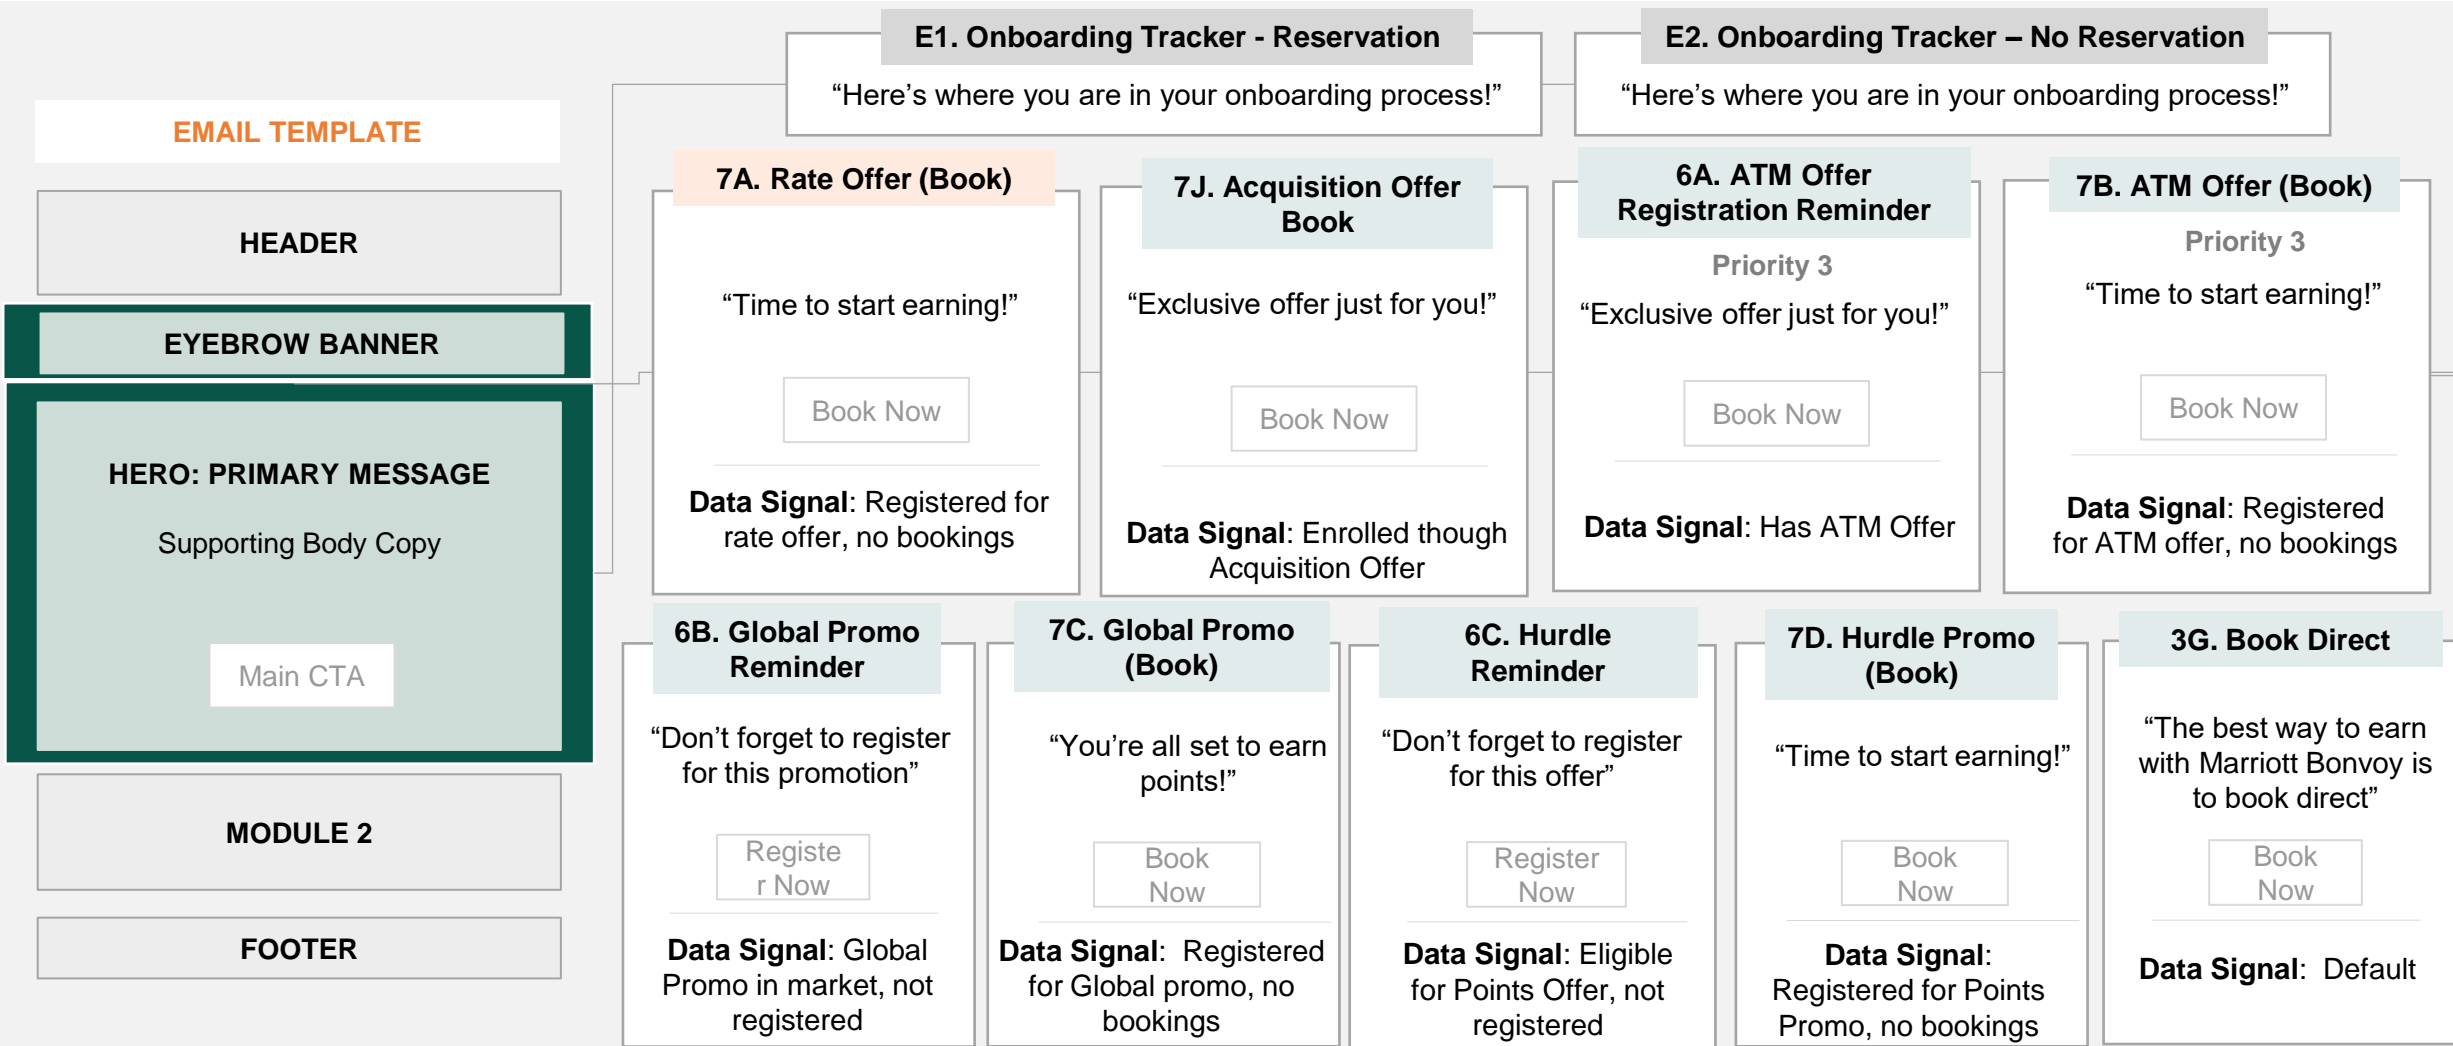 E1. Onboarding Tracker - Reservation
“Here’s where you are in your onboarding process!”
E2. Onboarding Tracker – No Reservation
“Here’s where you are in your onboarding process!”
EMAIL TEMPLATE
HEADER
EYEBROW BANNER
HERO: PRIMARY MESSAGE
Supporting Body Copy
Main CTA
MODULE 2
FOOTER
7A. Rate Offer (Book)
“Time to start earning!”
Book Now
Data Signal: Registered for
rate offer, no bookings
7J. Acquisition Offer
Book
“Exclusive offer just for you!”
Book Now
Data Signal: Enrolled though
Acquisition Offer
6A. ATM Offer
Registration Reminder
Priority 3
“Exclusive offer just for you!”
Book Now
Data Signal: Has ATM Offer
7B. ATM Offer (Book)
Priority 3
“Time to start earning!”
Book Now
Data Signal: Registered
for ATM offer, no bookings
6B. Global Promo
Reminder
“Don’t forget to register
for this promotion”
Registe
r Now
Data Signal: Global
Promo in market, not
registered
7C. Global Promo
(Book)
“You’re all set to earn
points!”
Book
Now
Data Signal:  Registered
for Global promo, no
bookings
6C. Hurdle
Reminder
“Don’t forget to register
for this offer”
Register
Now
Data Signal: Eligible
for Points Offer, not
registered
7D. Hurdle Promo
(Book)
“Time to start earning!”
Book
Now
Data Signal:
Registered for Points
Promo, no bookings
3G. Book Direct
“The best way to earn
with Marriott Bonvoy is
to book direct”
Book
Now
Data Signal:  Default